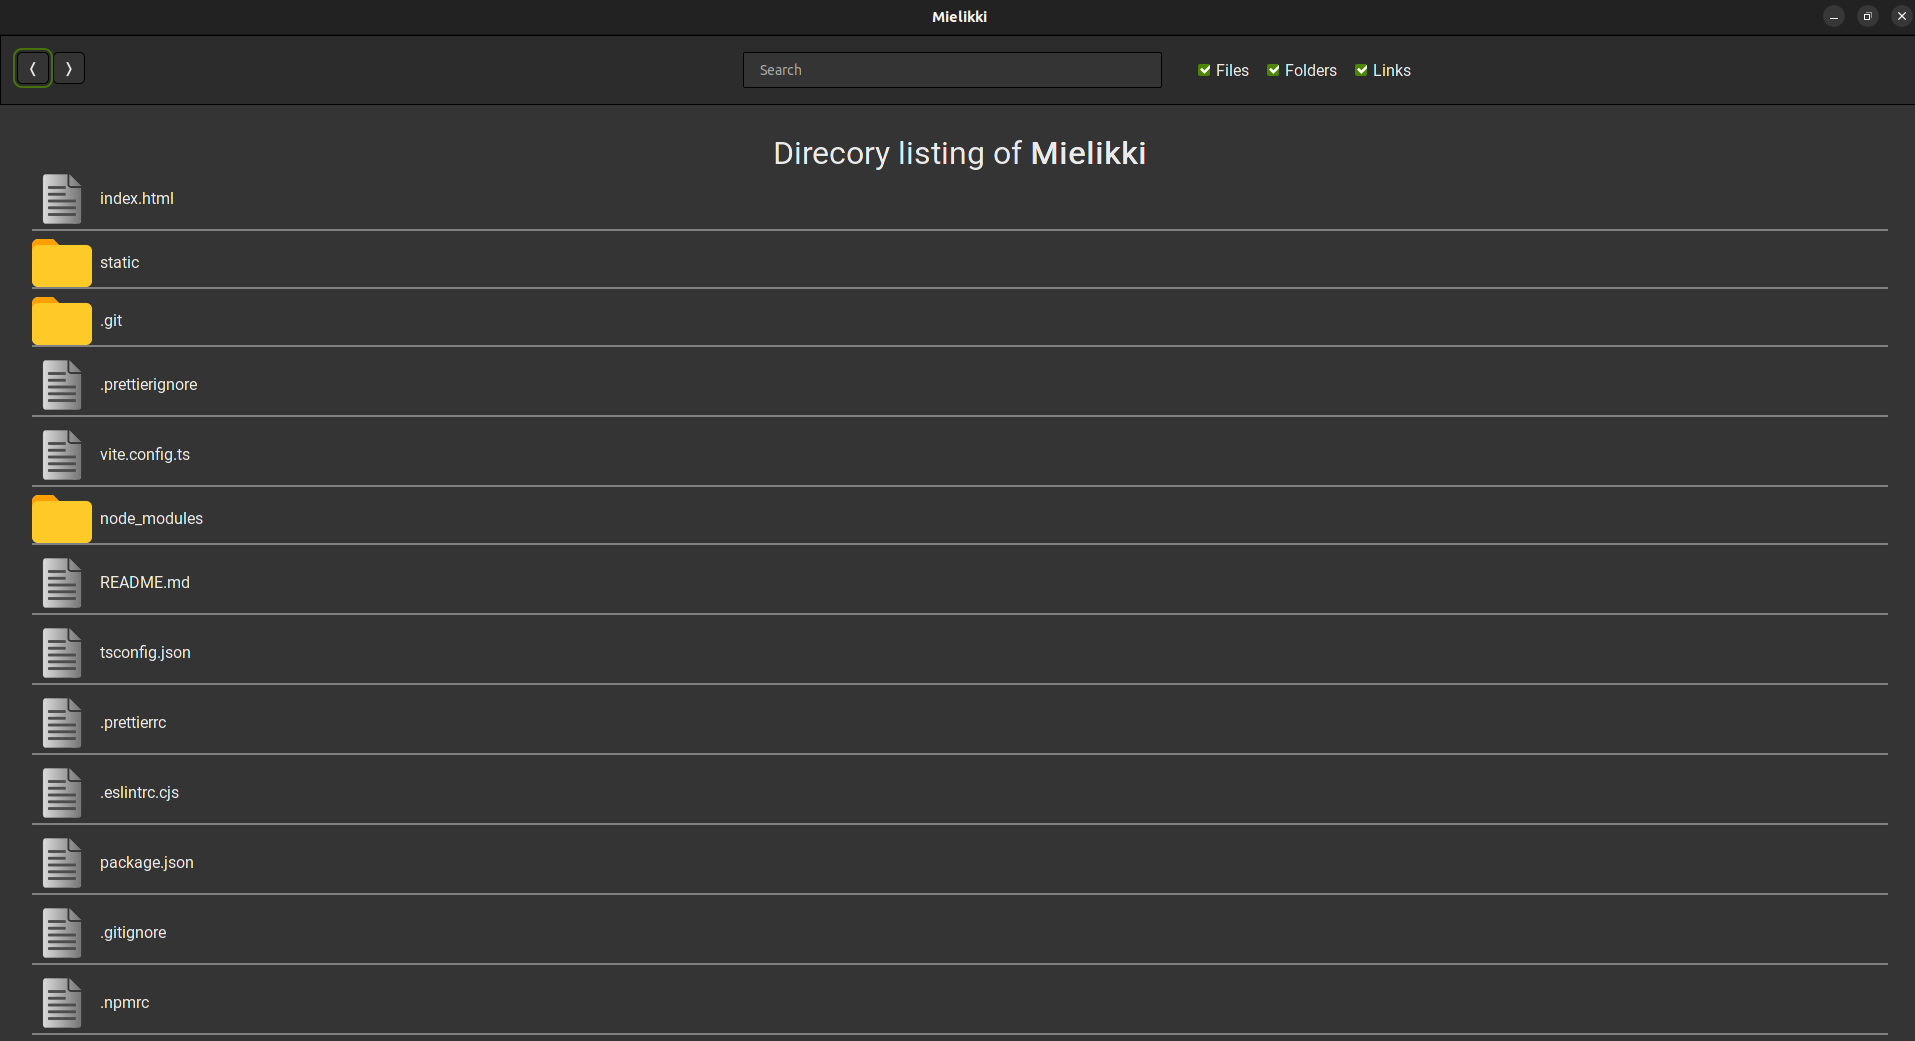 Mielikki
Search
Files Folders Links
Direcory listing of Mielikki
index.html
static
.git
.prettierignore
vite.config.ts
node_modules
README.md
tsconfig.json
.prettierrc
.eslintrc.cjs
package.json
.gitignore
.npmrc